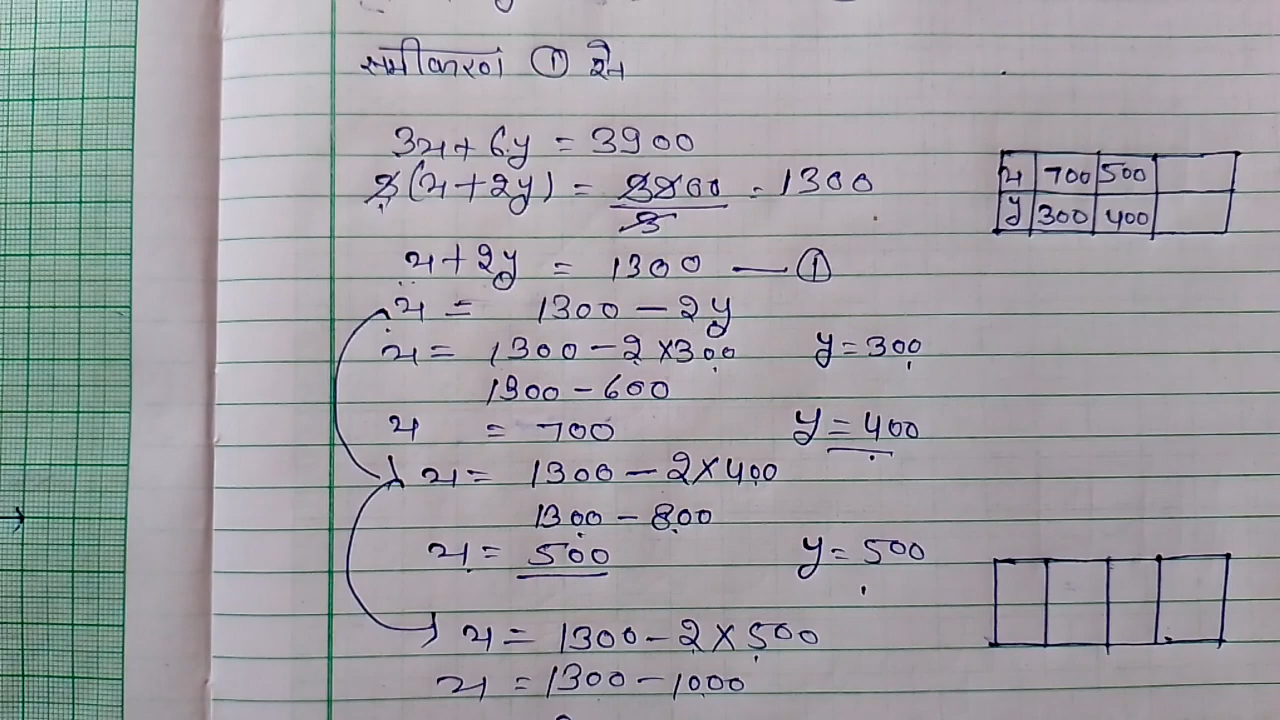 समीकरण ① से
3x + 6y = 3900
3(x + 2y) = 3900/3 = 1300
x + 2y = 1300 — ①
x = 1300 - 2y
x = 1300 - 2 × 300 y = 300
1300 - 600
x = 700 y = 400
x = 1300 - 2 × 400
1300 - 800
x = 500 y = 500
x = 1300 - 2 × 500
x = 1300 - 1000
x 700 500
y 300 400